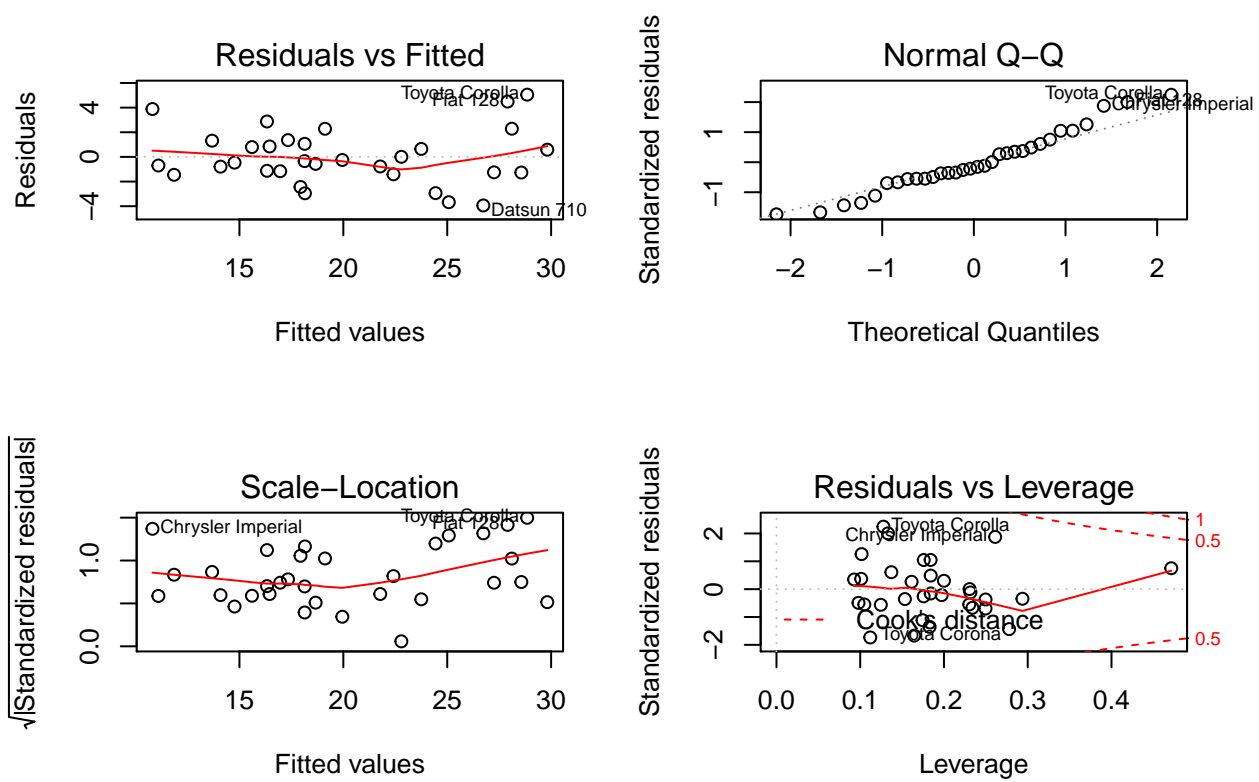 Residuals vs Fitted
Residuals
4
0
−4
Toyota Corolla
Fiat 128
Datsun 710
15 20 25 30
Fitted values
Normal Q−Q
Standardized residuals
1
−1
Toyota Corolla
Fiat 128
Chrysler Imperial
−2 −1 0 1 2
Theoretical Quantiles
Scale−Location
√|Standardized residuals|
1.0
0.0
Chrysler Imperial
Toyota Corolla
Fiat 128
15 20 25 30
Fitted values
Residuals vs Leverage
Standardized residuals
2
0
−2
Toyota Corolla
Chrysler Imperial
Cook's distance
Toyota Corona
1
0.5
0.5
0.0 0.1 0.2 0.3 0.4
Leverage